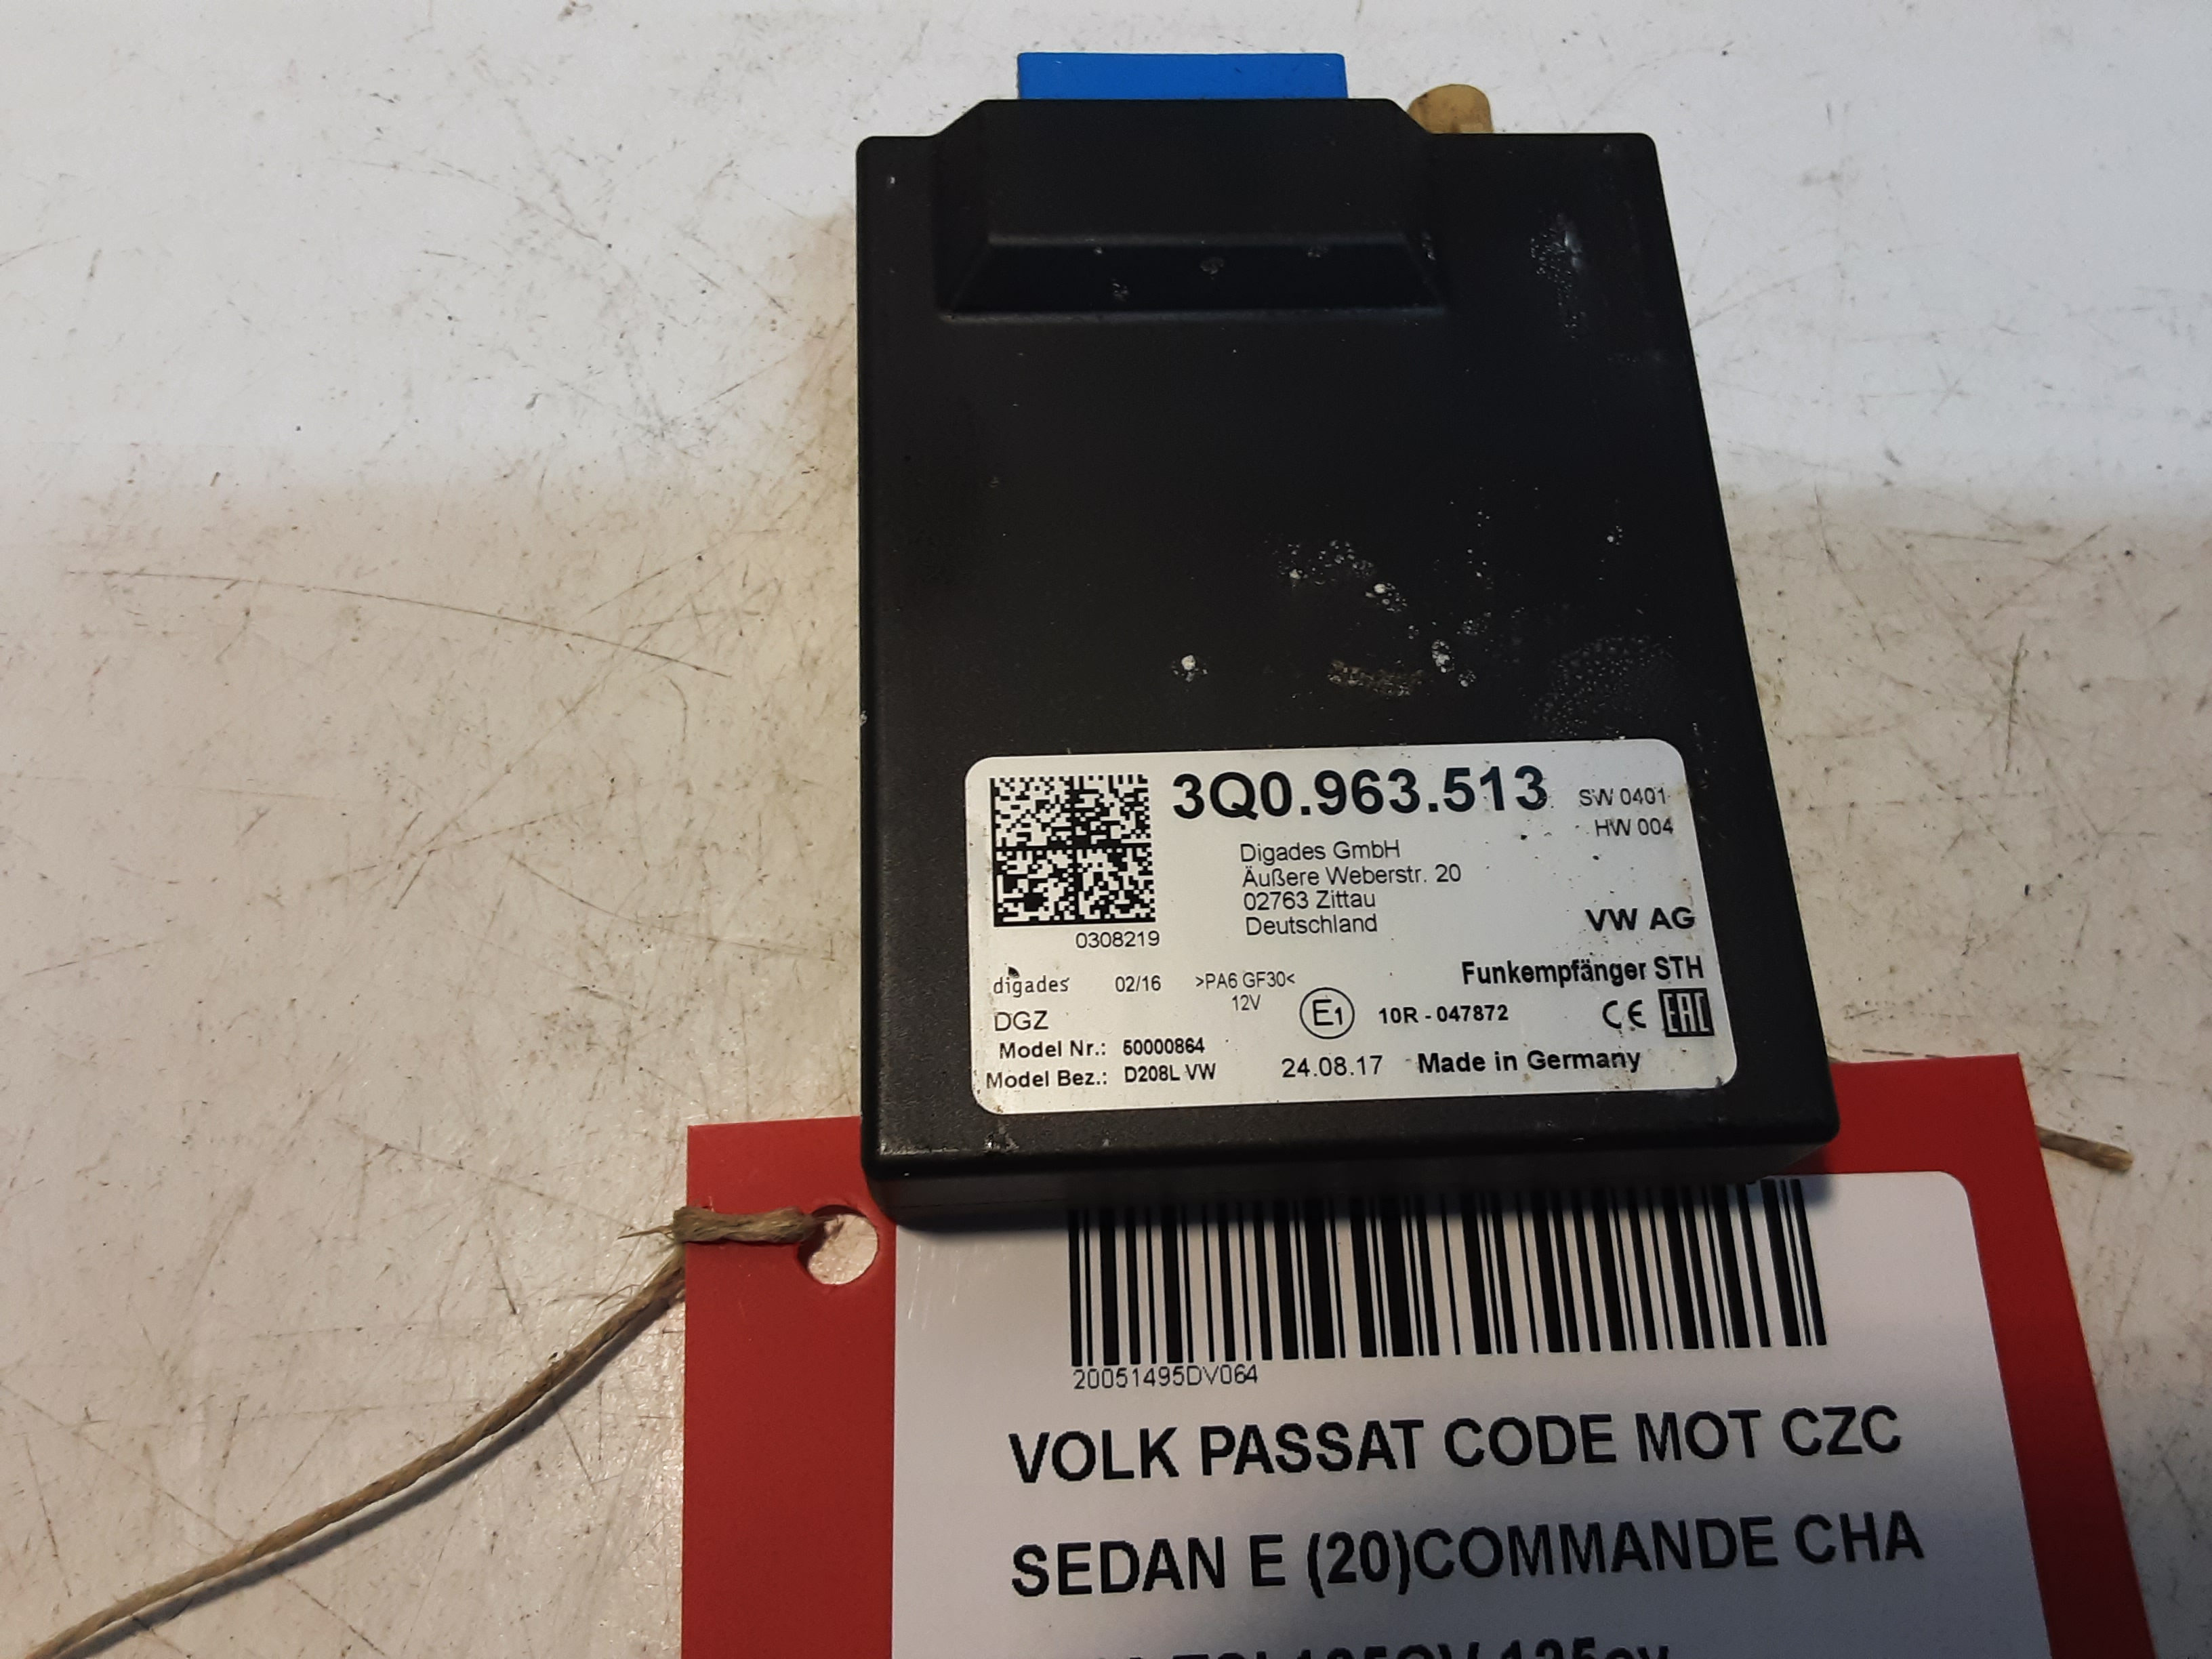 3Q0.963.513
SW 0401
HW 004
Digades GmbH
Äußere Weberstr. 20
02763 Zittau
Deutschland
0308219
VW AG
digades 02/16 >PA6 GF30<
12V
Funkempfänger STH
DGZ
E1 10R - 047872
CE EAC
Model Nr.: 50000864
Model Bez.: D208L VW
24.08.17 Made in Germany
20051495DV064
VOLK PASSAT CODE MOT CZC
SEDAN E (20)COMMANDE CHA